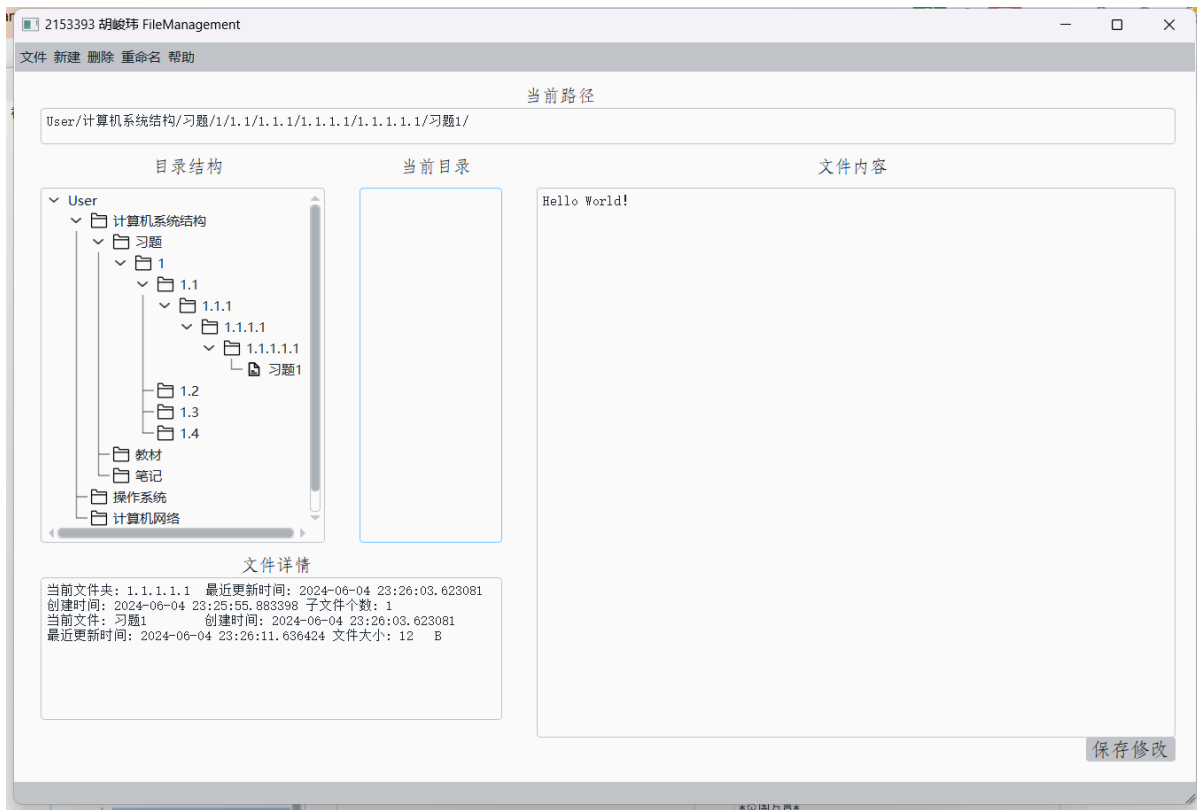 2153393 胡峻玮 FileManagement
文件 新建 删除 重命名 帮助
当前路径
User/计算机系统结构/习题/1/1.1/1.1.1/1.1.1.1/1.1.1.1.1/习题1/
目录结构
当前目录
文件内容
User
计算机系统结构
习题
1
1.1
1.1.1
1.1.1.1
1.1.1.1.1
习题1
1.2
1.3
1.4
教材
笔记
操作系统
计算机网络
Hello World!
文件详情
当前文件夹: 1.1.1.1.1 最近更新时间: 2024-06-04 23:26:03.623081
创建时间: 2024-06-04 23:25:55.883398 子文件个数: 1
当前文件: 习题1 创建时间: 2024-06-04 23:26:03.623081
最近更新时间: 2024-06-04 23:26:11.636424 文件大小: 12 B
保存修改